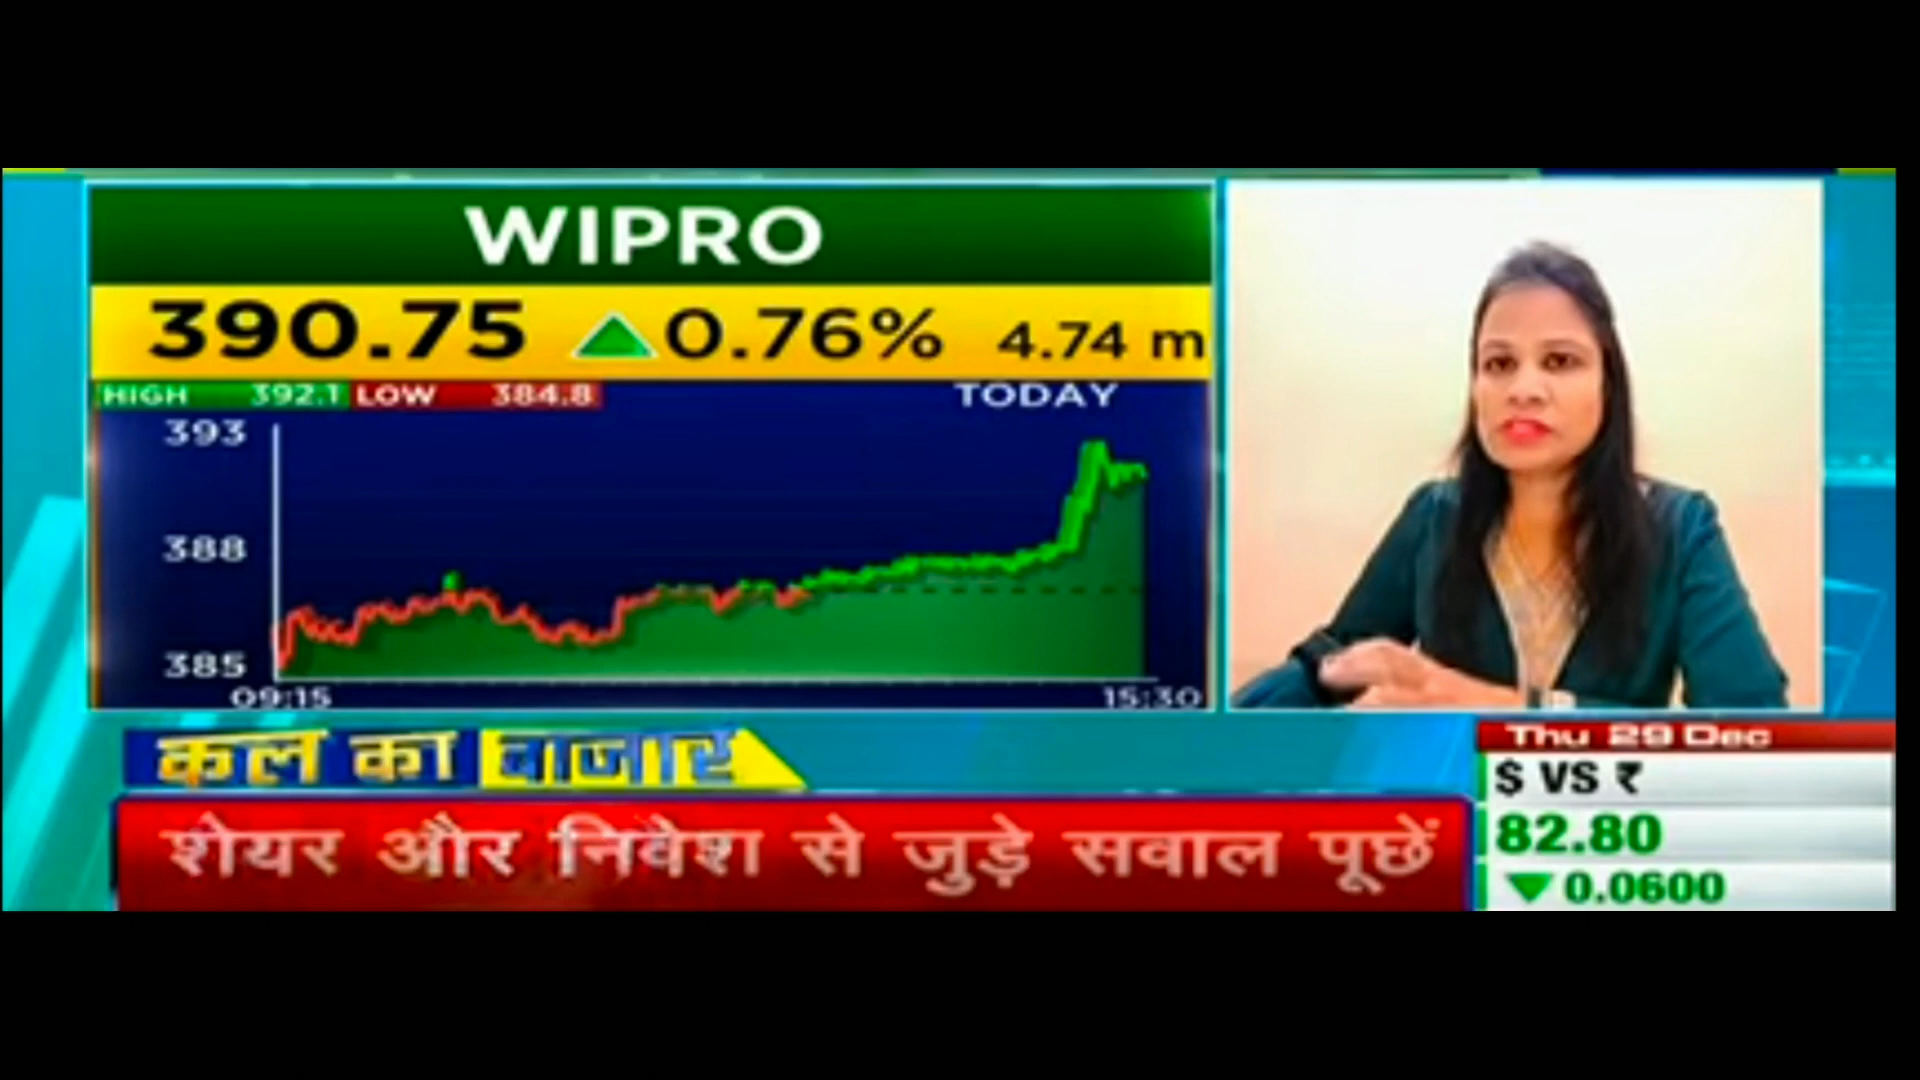 WIPRO
390.75 ▲0.76% 4.74 m
HIGH 392.1 LOW 384.8 TODAY
393
388
385
09:15 15:30
कल का बाजार
शेयर और निवेश से जुड़े सवाल पूछें
Thu 29 Dec
$ VS ₹
82.80
▼0.0600